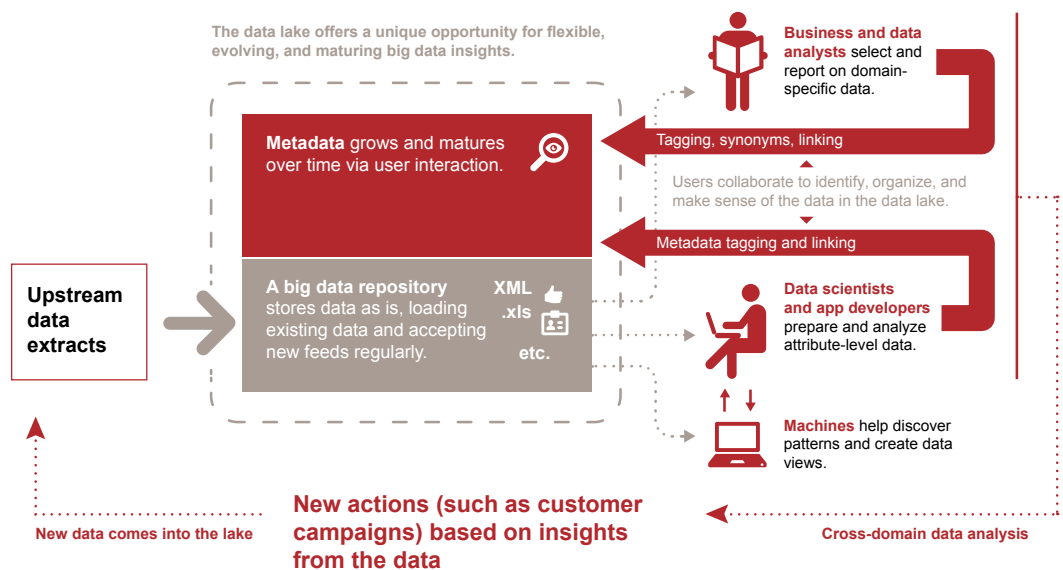 The data lake offers a unique opportunity for flexible,
evolving, and maturing big data insights.
Business and data
analysts select and
report on domain-
specific data.
Metadata grows and matures
over time via user interaction.
Tagging, synonyms, linking
Users collaborate to identify, organize, and
make sense of the data in the data lake.
Metadata tagging and linking
Upstream
data
extracts
A big data repository
stores data as is, loading
existing data and accepting
new feeds regularly.
XML
.xls
etc.
Data scientists
and app developers
prepare and analyze
attribute-level data.
Machines help discover
patterns and create data
views.
New data comes into the lake
New actions (such as customer
campaigns) based on insights
from the data
Cross-domain data analysis